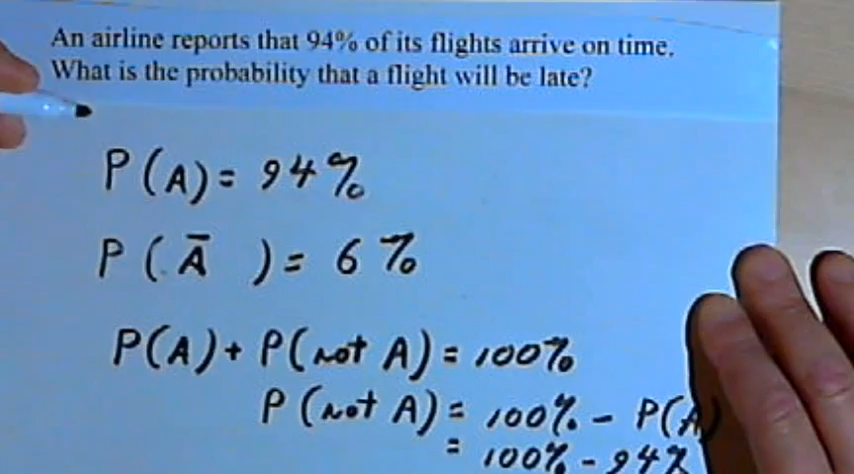 An airline reports that 94% of its flights arrive on time.
What is the probability that a flight will be late?
P(A) = 94%
P(Ā) = 6%
P(A) + P(not A) = 100%
P(not A) = 100% - P(A)
= 100% - 94%